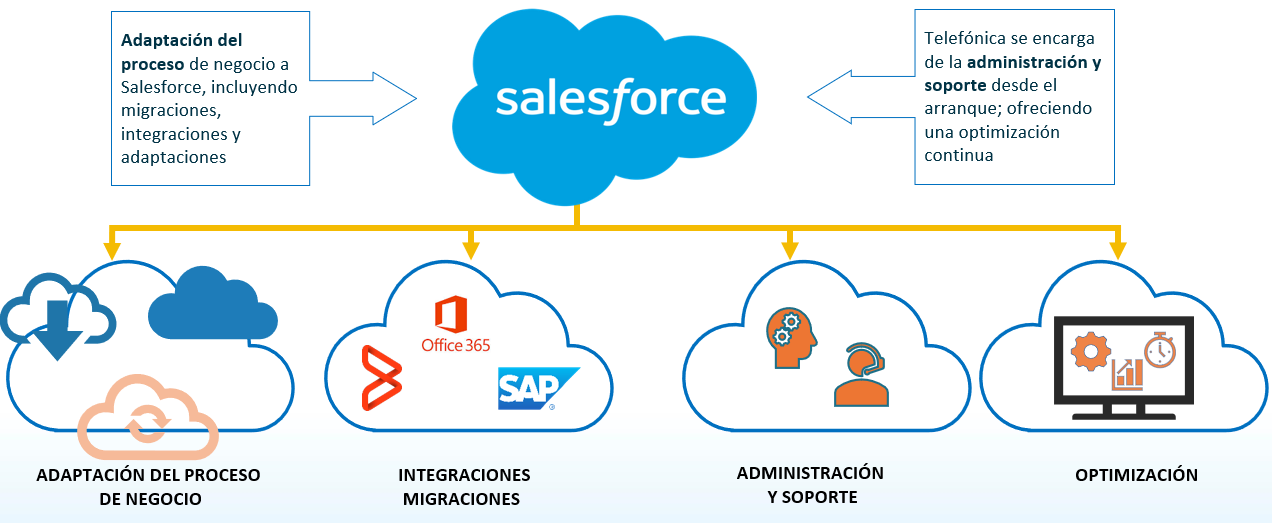 Adaptación del
proceso de negocio a
Salesforce, incluyendo
migraciones,
integraciones y
adaptaciones
salesforce
Telefónica se encarga
de la administración y
soporte desde el
arranque; ofreciendo
una optimización
continua
Office 365
SAP
®
ADAPTACIÓN DEL PROCESO
DE NEGOCIO
INTEGRACIONES
MIGRACIONES
ADMINISTRACIÓN
Y SOPORTE
OPTIMIZACIÓN